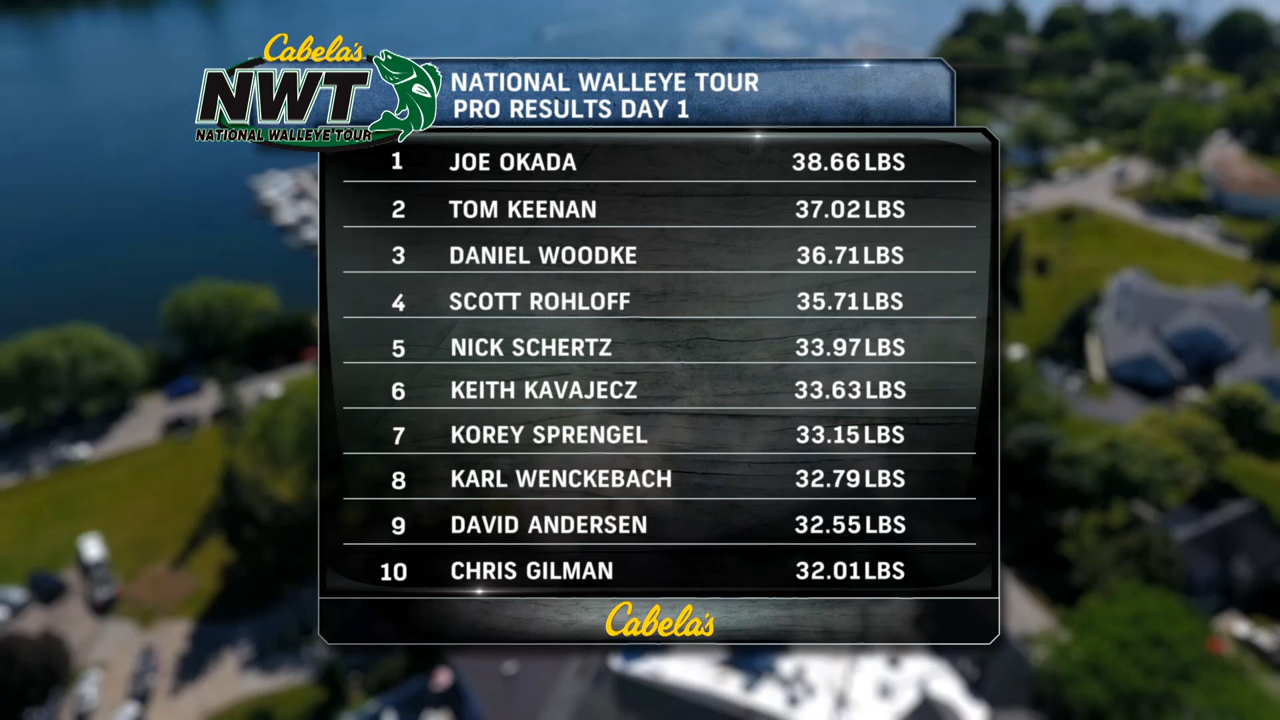 Cabela's
NWT
NATIONAL WALLEYE TOUR
NATIONAL WALLEYE TOUR
PRO RESULTS DAY 1
1 JOE OKADA 38.66 LBS
2 TOM KEENAN 37.02 LBS
3 DANIEL WOODKE 36.71 LBS
4 SCOTT ROHLOFF 35.71 LBS
5 NICK SCHERTZ 33.97 LBS
6 KEITH KAVAJECZ 33.63 LBS
7 KOREY SPRENGEL 33.15 LBS
8 KARL WENCKEBACH 32.79 LBS
9 DAVID ANDERSEN 32.55 LBS
10 CHRIS GILMAN 32.01 LBS
Cabela's